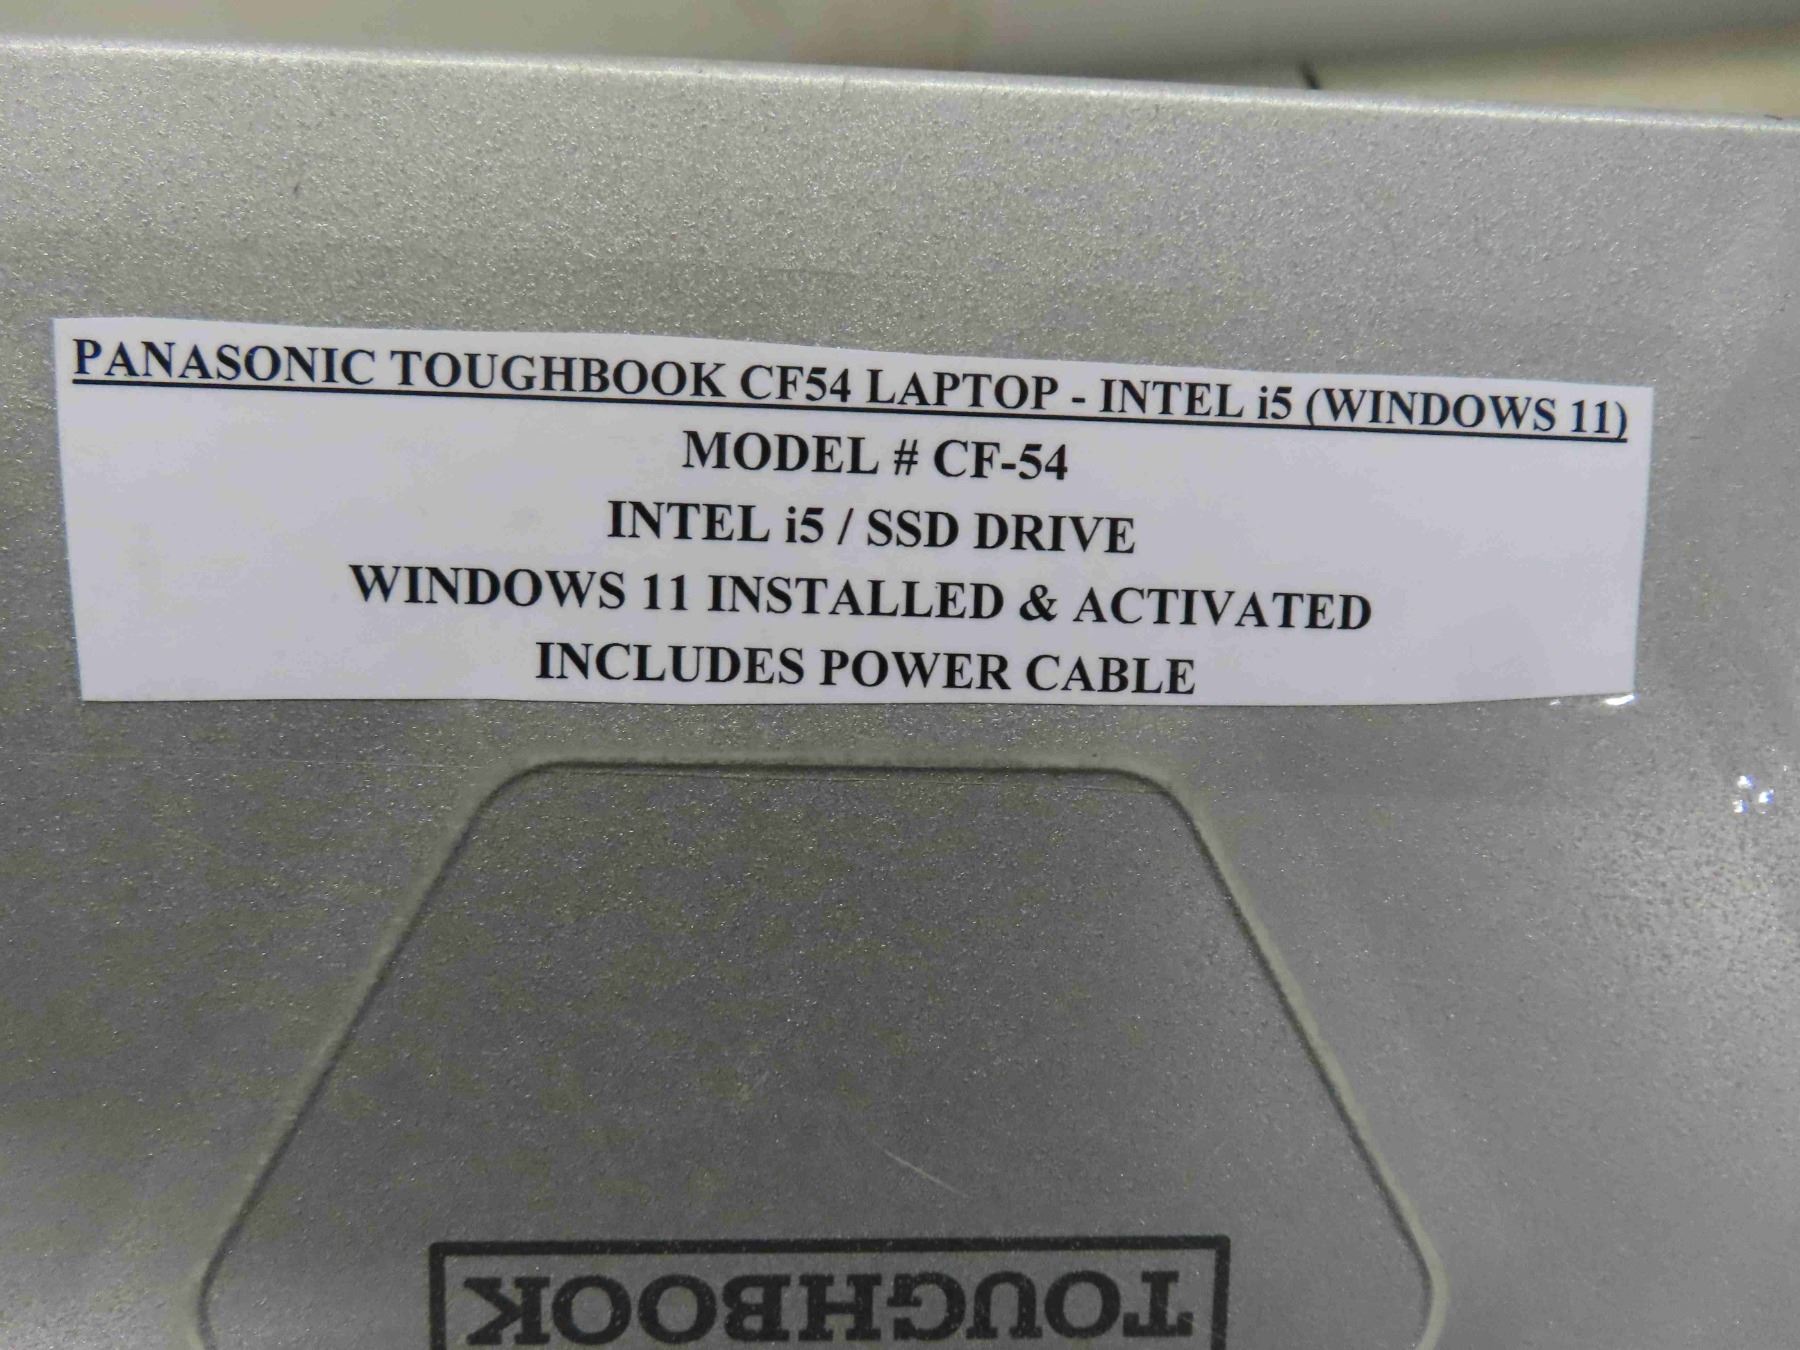 PANASONIC TOUGHBOOK CF54 LAPTOP - INTEL i5 (WINDOWS 11)
MODEL # CF-54
INTEL i5 / SSD DRIVE
WINDOWS 11 INSTALLED & ACTIVATED
INCLUDES POWER CABLE
TOUGHBOOK